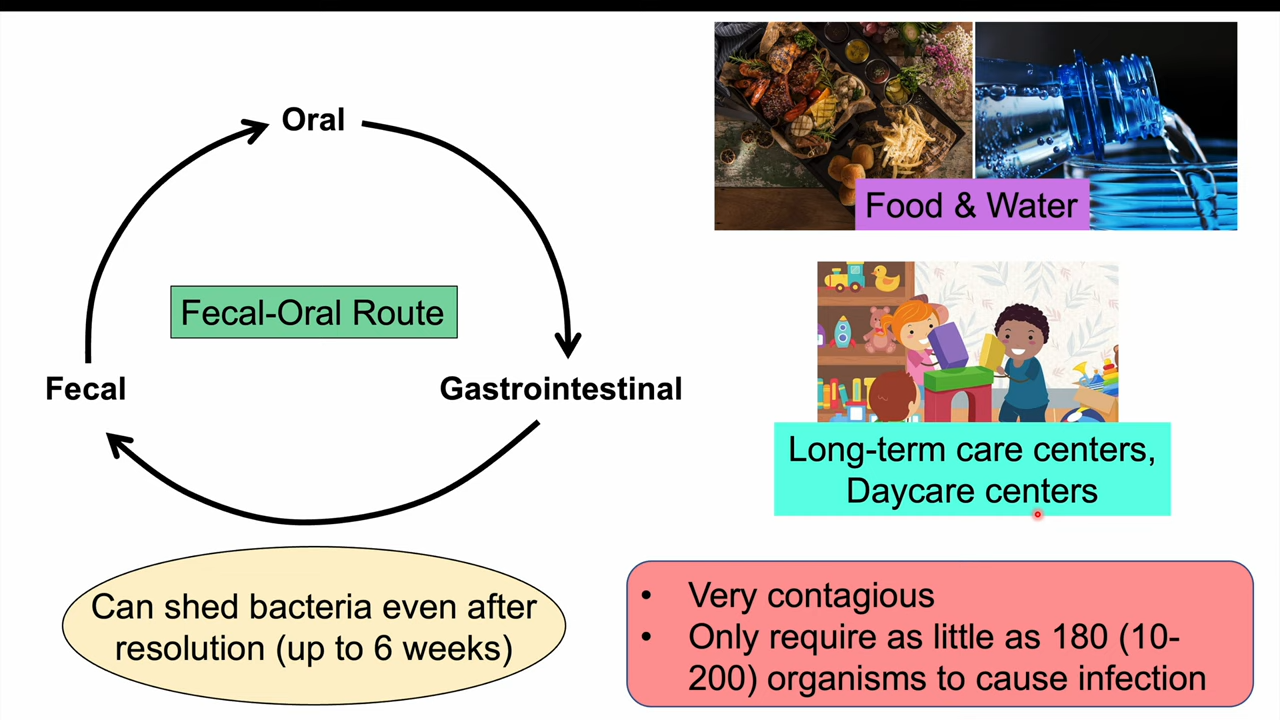 Oral
Fecal-Oral Route
Fecal
Gastrointestinal
Can shed bacteria even after
resolution (up to 6 weeks)
Food & Water
Long-term care centers,
Daycare centers
• Very contagious
• Only require as little as 180 (10-
200) organisms to cause infection